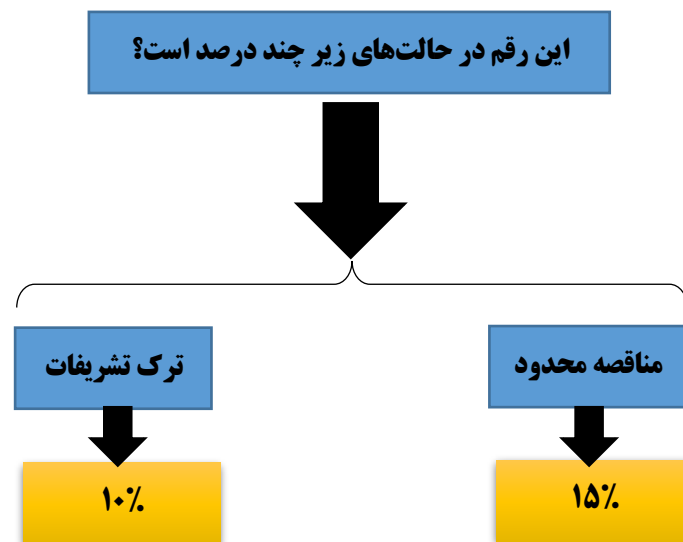 این رقم در حالت‌های زیر چند درصد است؟
مناقصه محدود
ترک تشریفات
۱۵٪
۱۰٪